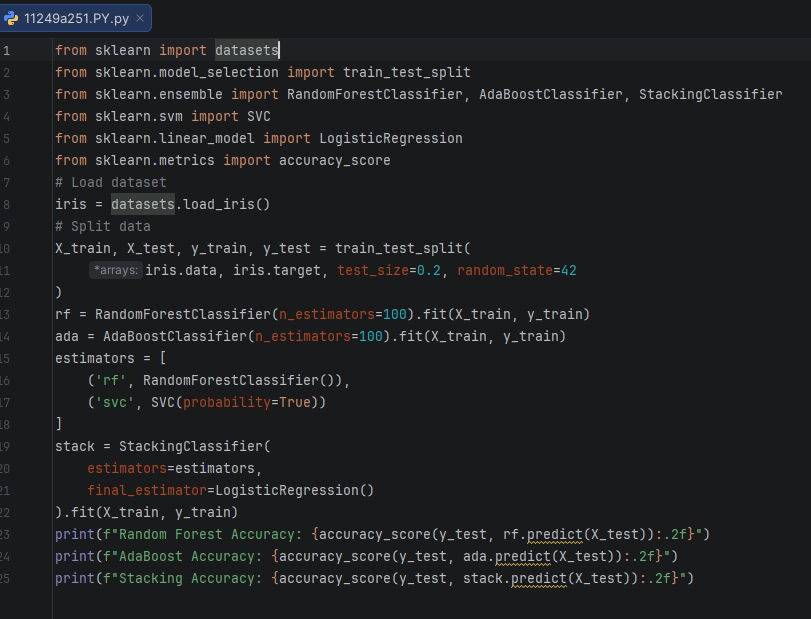 11249a251.PY.py ×
1 from sklearn import datasets
2 from sklearn.model_selection import train_test_split
3 from sklearn.ensemble import RandomForestClassifier, AdaBoostClassifier, StackingClassifier
4 from sklearn.svm import SVC
5 from sklearn.linear_model import LogisticRegression
6 from sklearn.metrics import accuracy_score
7 # Load dataset
8 iris = datasets.load_iris()
9 # Split data
10 X_train, X_test, y_train, y_test = train_test_split(
11     *arrays: iris.data, iris.target, test_size=0.2, random_state=42
12 )
13 rf = RandomForestClassifier(n_estimators=100).fit(X_train, y_train)
14 ada = AdaBoostClassifier(n_estimators=100).fit(X_train, y_train)
15 estimators = [
16     ('rf', RandomForestClassifier()),
17     ('svc', SVC(probability=True))
18 ]
19 stack = StackingClassifier(
20     estimators=estimators,
21     final_estimator=LogisticRegression()
22 ).fit(X_train, y_train)
23 print(f"Random Forest Accuracy: {accuracy_score(y_test, rf.predict(X_test)):.2f}")
24 print(f"AdaBoost Accuracy: {accuracy_score(y_test, ada.predict(X_test)):.2f}")
25 print(f"Stacking Accuracy: {accuracy_score(y_test, stack.predict(X_test)):.2f}")